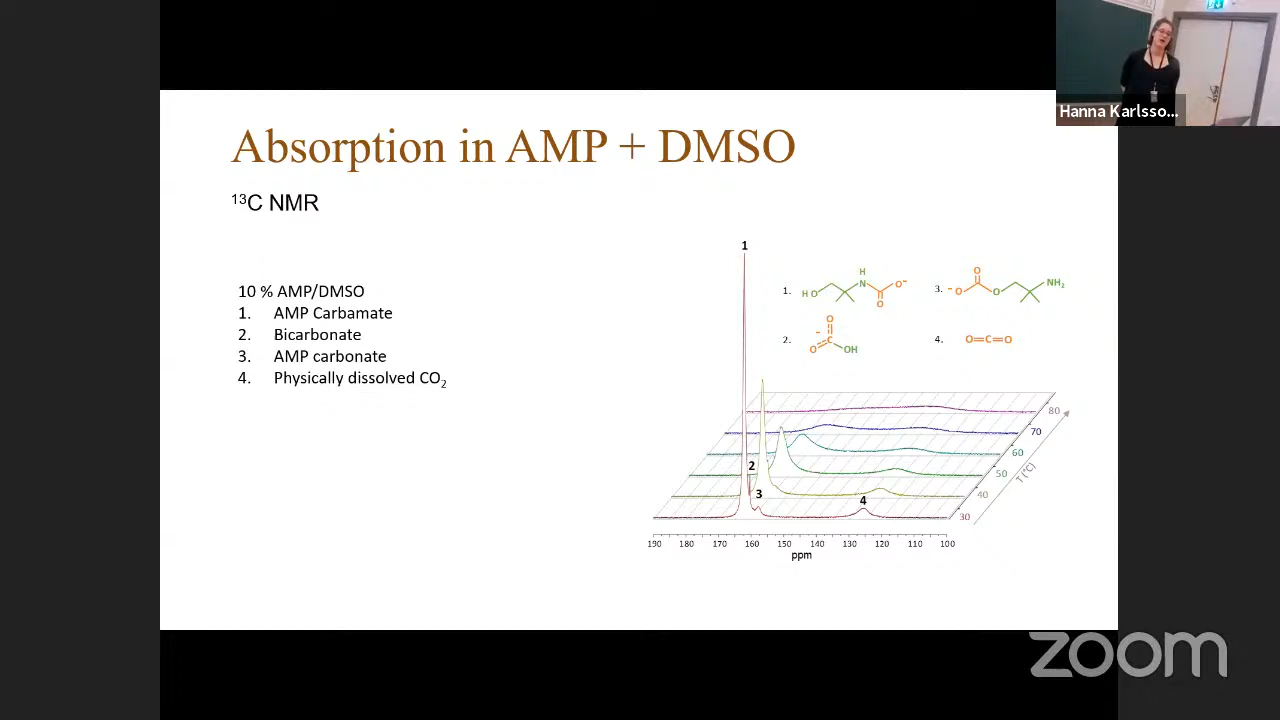 Hanna Karlsso...
Absorption in AMP + DMSO
¹³C NMR
10 % AMP/DMSO
1. AMP Carbamate
2. Bicarbonate
3. AMP carbonate
4. Physically dissolved CO₂
1
1.
HO
H
N
O⁻
O
3.
O
⁻O
O
NH₂
2.
O
⁻
C
O
OH
4.
O=C=O
2
3
4
80
70
60
50
40
30
T (°C)
190 180 170 160 150 140 130 120 110 100
ppm
zoom